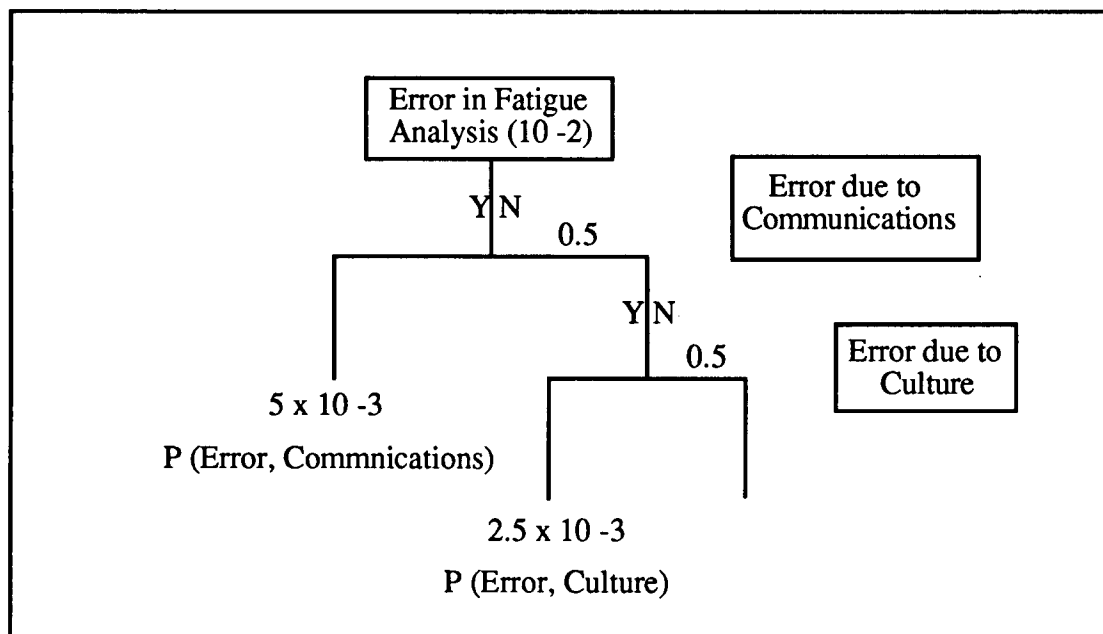 Error in Fatigue
Analysis (10 -2)
Error due to
Communications
Y N
0.5
Y N
0.5
Error due to
Culture
5 x 10 -3
P (Error, Commnications)
2.5 x 10 -3
P (Error, Culture)